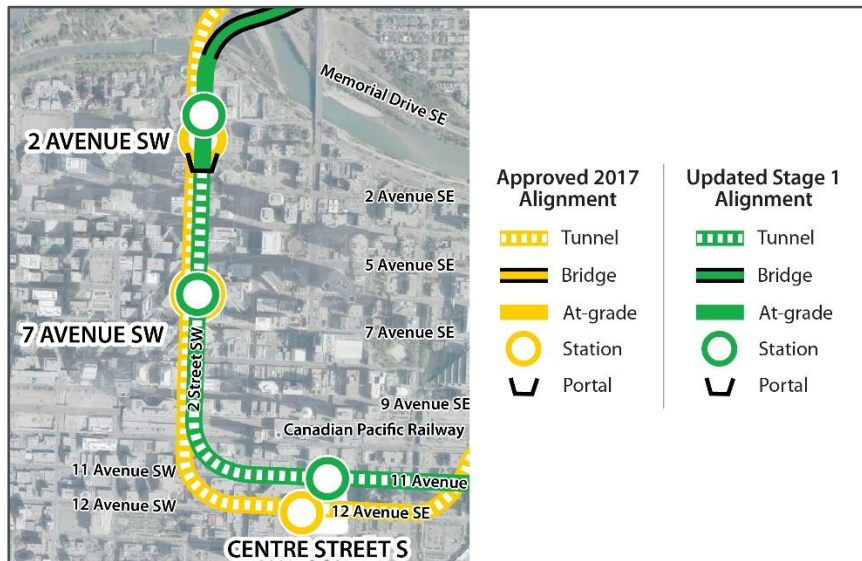 Memorial Drive SE
2 AVENUE SW
2 Avenue SE
5 Avenue SE
7 AVENUE SW
7 Avenue SE
2 Street SW
9 Avenue SE
Canadian Pacific Railway
11 Avenue SW
11 Avenue
12 Avenue SW
12 Avenue SE
CENTRE STREET S
Approved 2017
Alignment
Tunnel
Bridge
At-grade
Station
Portal
Updated Stage 1
Alignment
Tunnel
Bridge
At-grade
Station
Portal